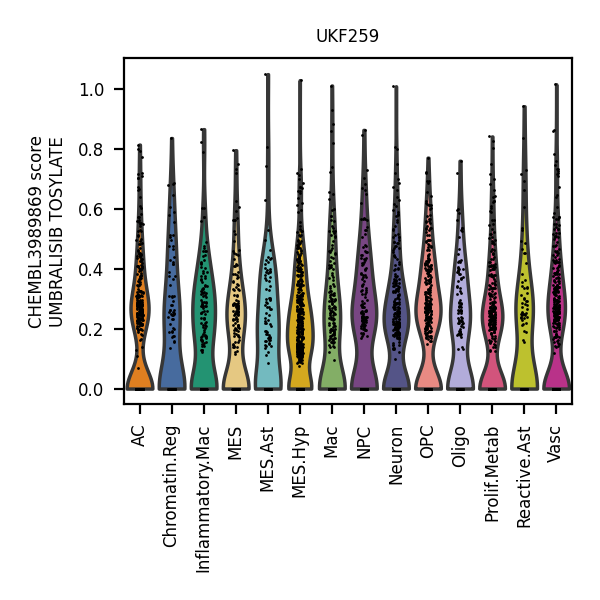 UKF259
CHEMBL3989869 score
UMBRALISIB TOSYLATE
1.0
0.8
0.6
0.4
0.2
0.0
AC
Chromatin.Reg
Inflammatory.Mac
MES
MES.Ast
MES.Hyp
Mac
NPC
Neuron
OPC
Oligo
Prolif.Metab
Reactive.Ast
Vasc